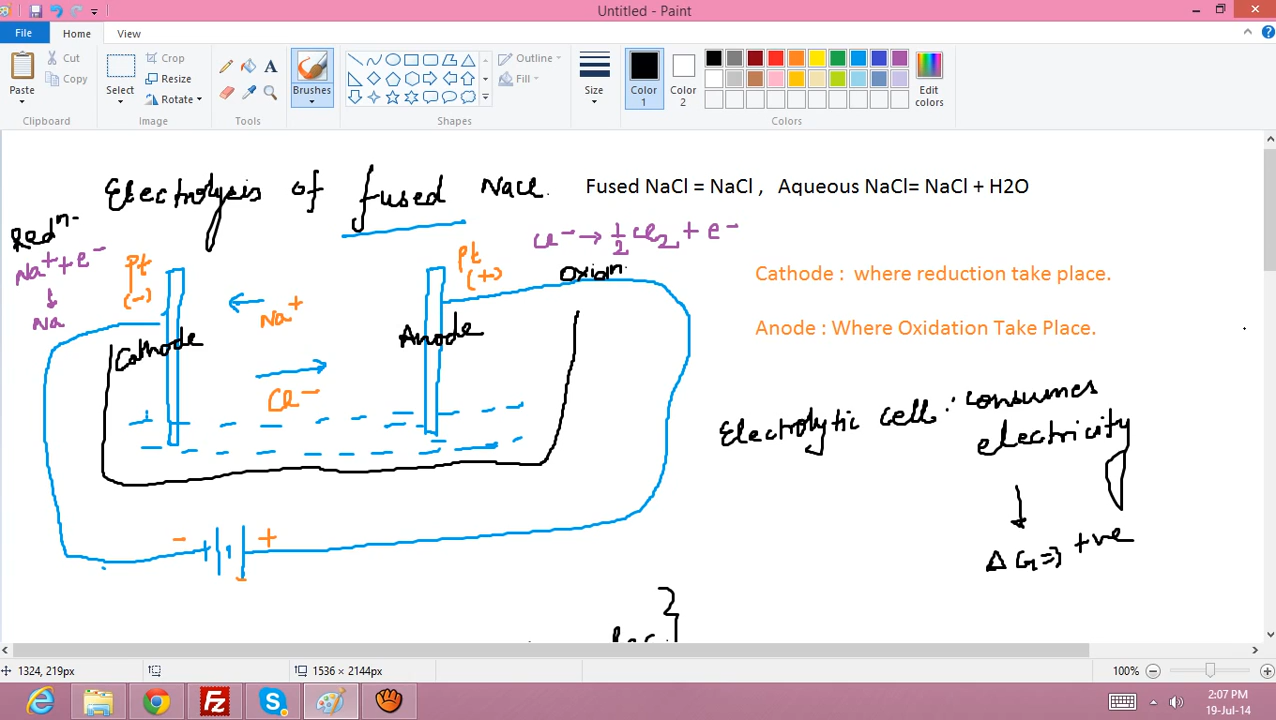 Untitled - Paint
File Home View
Paste
Cut
Copy
Clipboard
Select
Crop
Resize
Rotate
Image
A
Tools
Brushes
Outline
Fill
Shapes
Size
Color 1
Color 2
Edit colors
Colors
Electrolysis of fused NaCl. Fused NaCl = NaCl , Aqueous NaCl= NaCl + H2O
Redn-
Na+ + e-
↓
Na
Pt
(-)
Pt
(+)
Cl- → 1/2 Cl2 + e-
Oxion.
Cathode : where reduction take place.
← Na+
Anode : Where Oxidation Take Place.
Cathode
Anode
→
Cl-
Electrolytic cell : consumes
electricity
↓
ΔG => +ve
- +
1324, 219px
1536 × 2144px
100%
2:07 PM
19-Jul-14